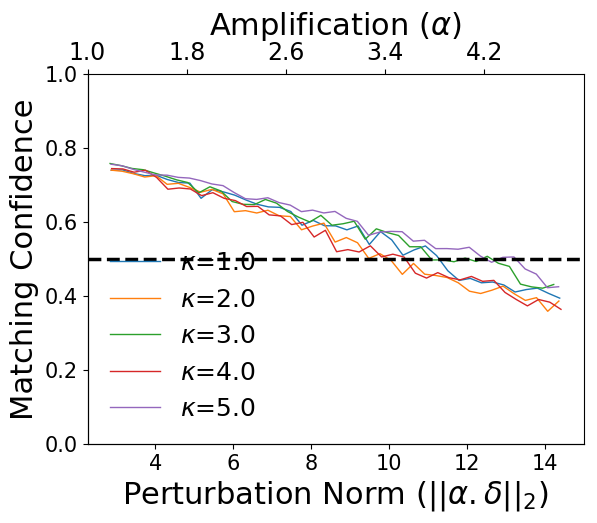 Amplification (α)
1.0 1.8 2.6 3.4 4.2
1.0
0.8
0.6
0.4
0.2
0.0
Matching Confidence
κ=1.0
κ=2.0
κ=3.0
κ=4.0
κ=5.0
4 6 8 10 12 14
Perturbation Norm (||α.δ||₂)